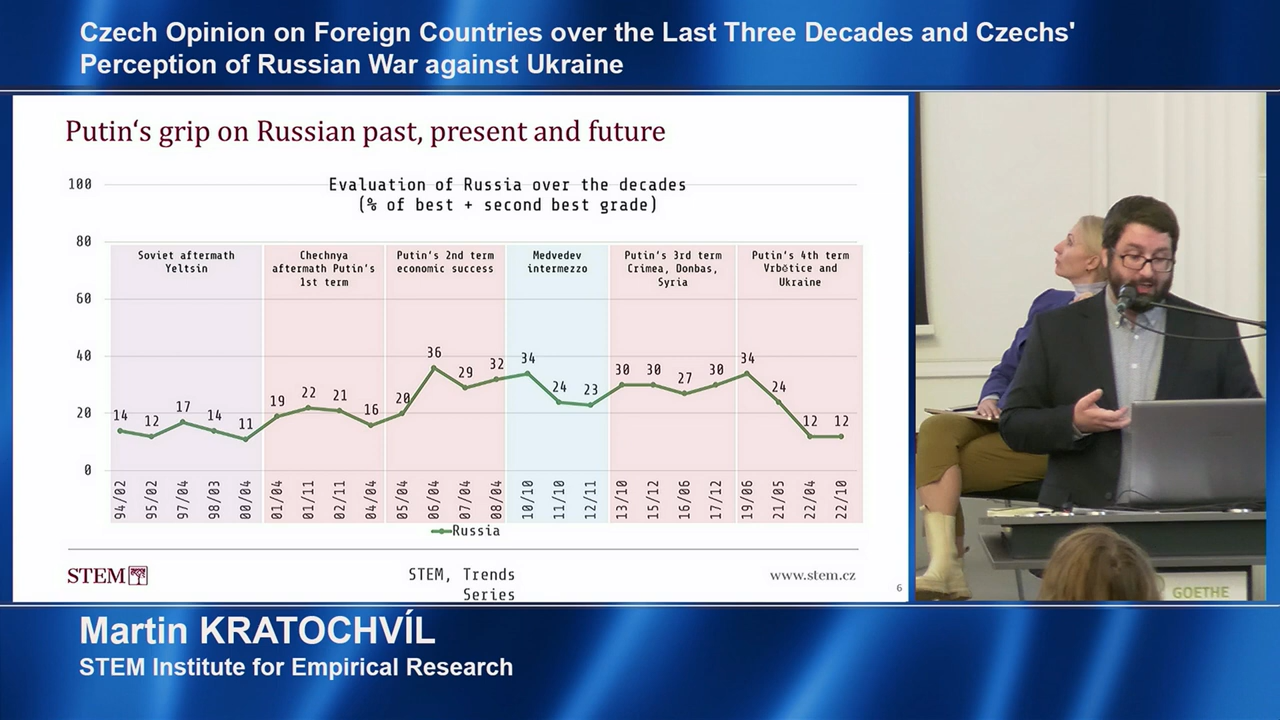 Czech Opinion on Foreign Countries over the Last Three Decades and Czechs'
Perception of Russian War against Ukraine
Putin‘s grip on Russian past, present and future
Evaluation of Russia over the decades
(% of best + second best grade)
100
80
60
40
20
0
Soviet aftermath
Yeltsin
Chechnya
aftermath Putin‘s
1st term
Putin‘s 2nd term
economic success
Medvedev
intermezzo
Putin‘s 3rd term
Crimea, Donbas,
Syria
Putin‘s 4th term
Vrbětice and
Ukraine
14 12 17 14 11 19 22 21 16 20 36 29 32 34 24 23 30 30 27 30 34 24 12 12
94/02 95/02 97/04 98/03 00/04 01/04 01/11 02/11 04/04 05/04 06/04 07/04 08/04 10/10 11/10 12/11 13/10 15/12 16/06 17/12 19/06 21/05 22/04 22/10
Russia
STEM
STEM, Trends
Series
www.stem.cz
6
GOETHE
Martin KRATOCHVÍL
STEM Institute for Empirical Research